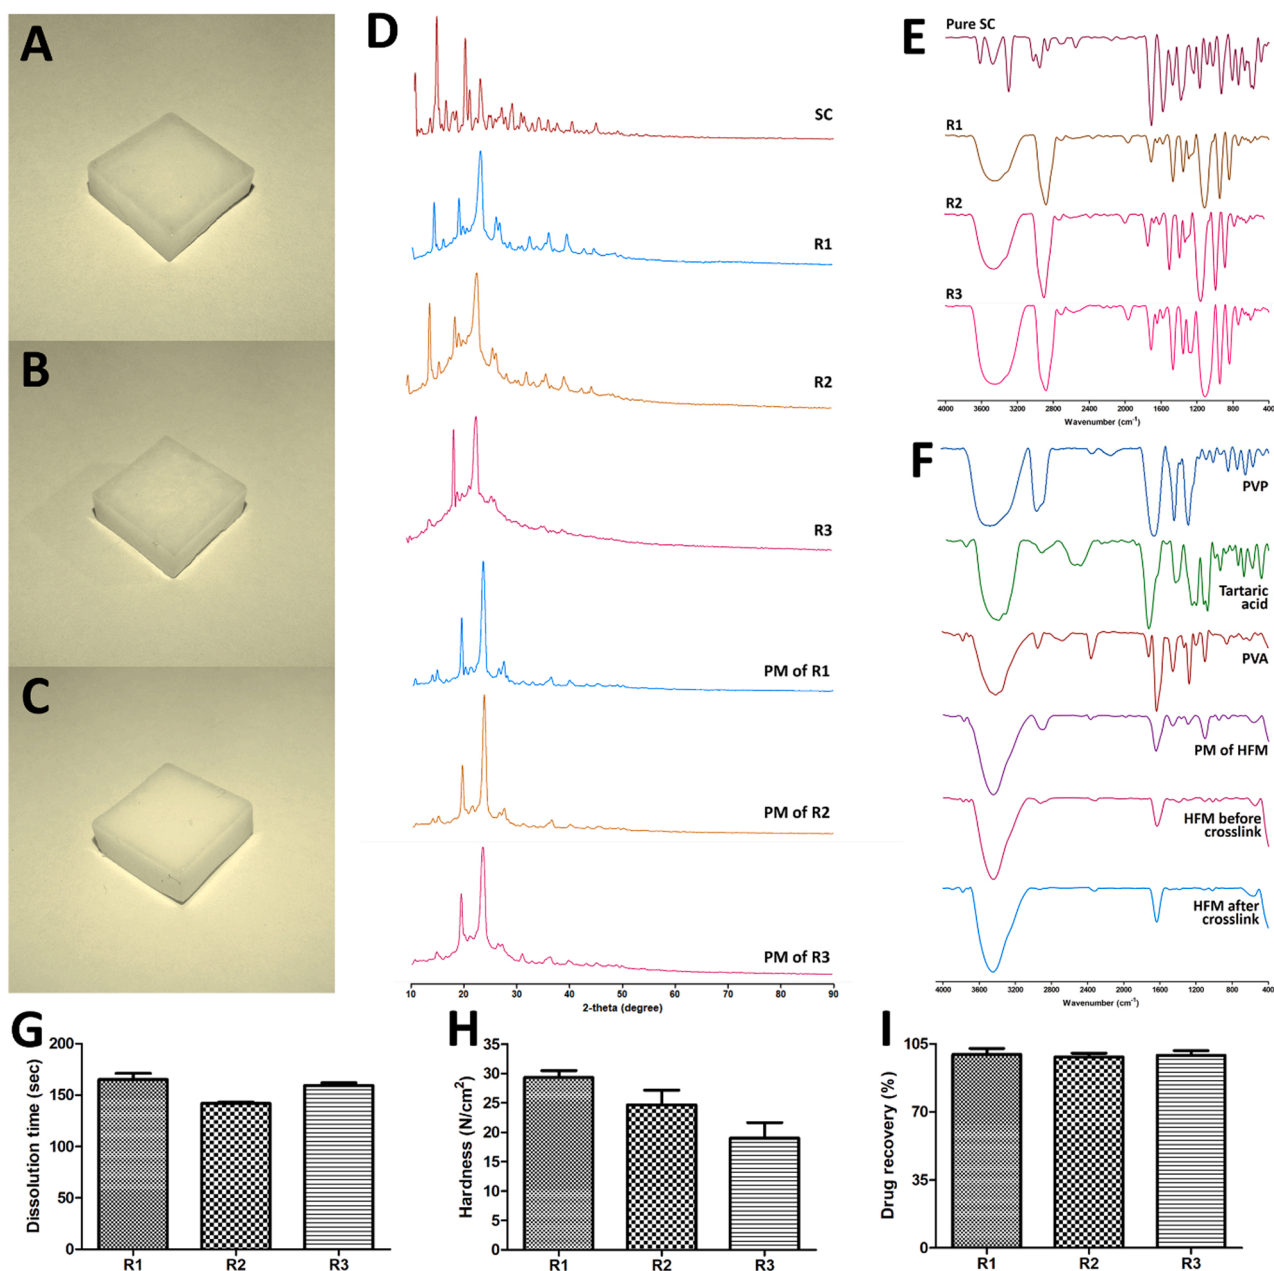 A
B
C
D
SC
R1
R2
R3
PM of R1
PM of R2
PM of R3
10 20 30 40 50 60 70 80 90
2-theta (degree)
E
Pure SC
R1
R2
R3
4000 3600 3200 2800 2400 2000 1600 1200 800 400
Wavenumber (cm⁻¹)
F
PVP
Tartaric
acid
PVA
PM of HFM
HFM before
crosslink
HFM after
crosslink
4000 3600 3200 2800 2400 2000 1600 1200 800 400
Wavenumber (cm⁻¹)
G
Dissolution time (sec)
200
150
100
50
0
R1 R2 R3
H
Hardness (N/cm²)
35
30
25
20
15
10
5
0
R1 R2 R3
I
Drug recovery (%)
105
70
35
0
R1 R2 R3